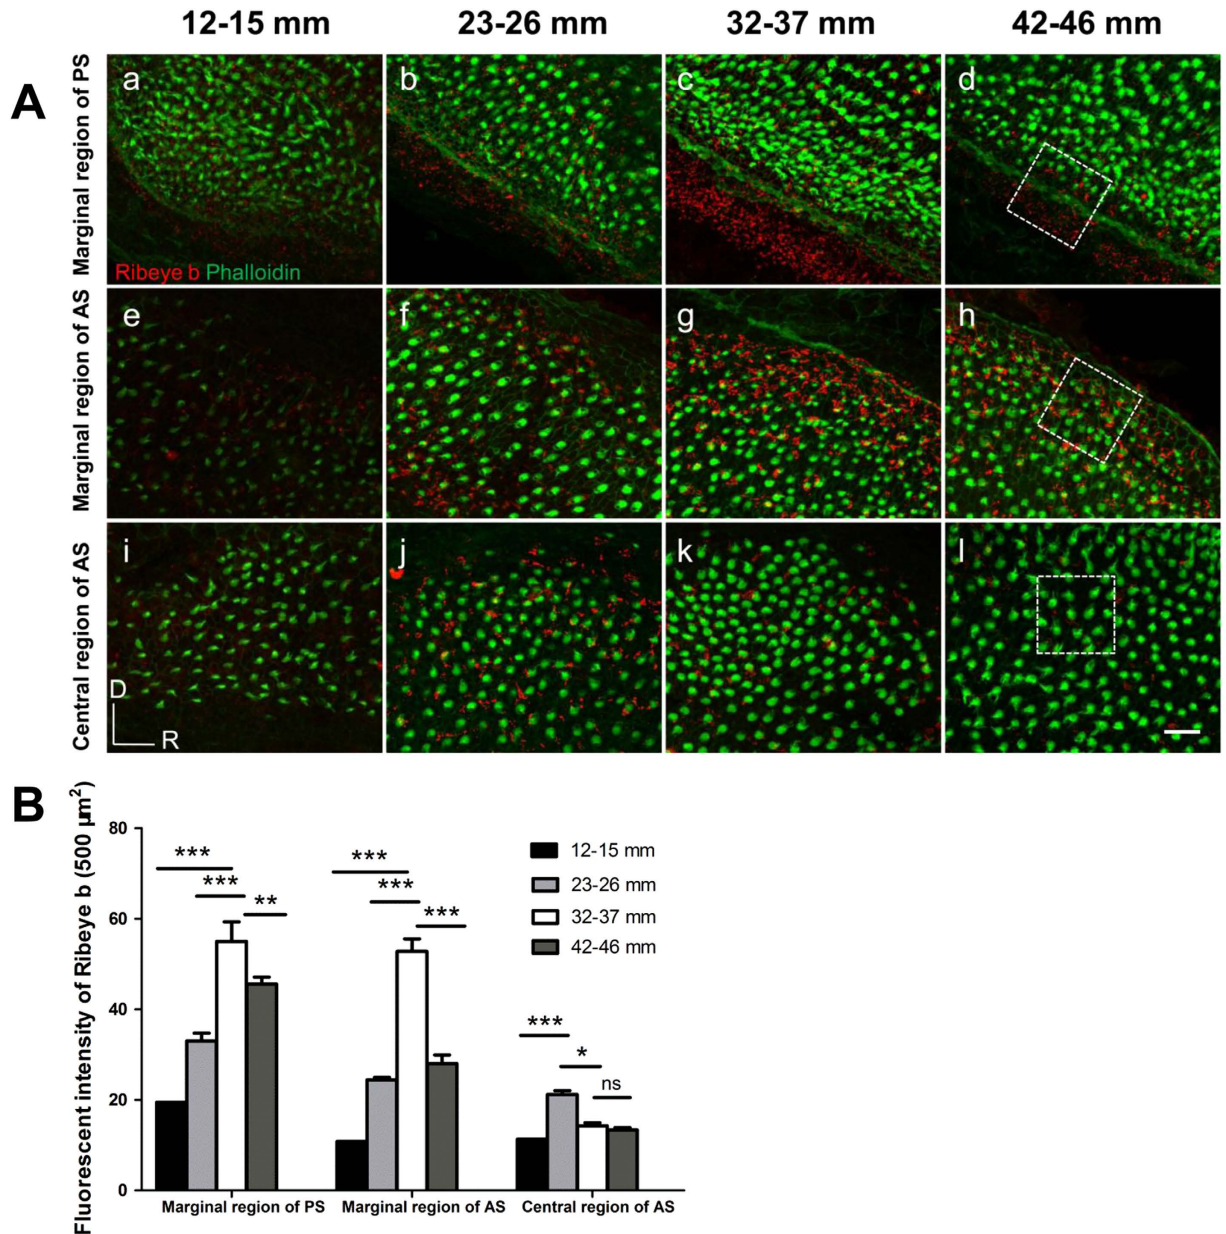 12-15 mm 23-26 mm 32-37 mm 42-46 mm
A
Marginal region of PS
a b c d
Ribeye b Phalloidin
Marginal region of AS
e f g h
Central region of AS
i j k l
D
R
B
Fluorescent intensity of Ribeye b (500 µm²)
80
60
40
20
0
*** *** **
*** *** ***
*** * ns
12-15 mm
23-26 mm
32-37 mm
42-46 mm
Marginal region of PS Marginal region of AS Central region of AS